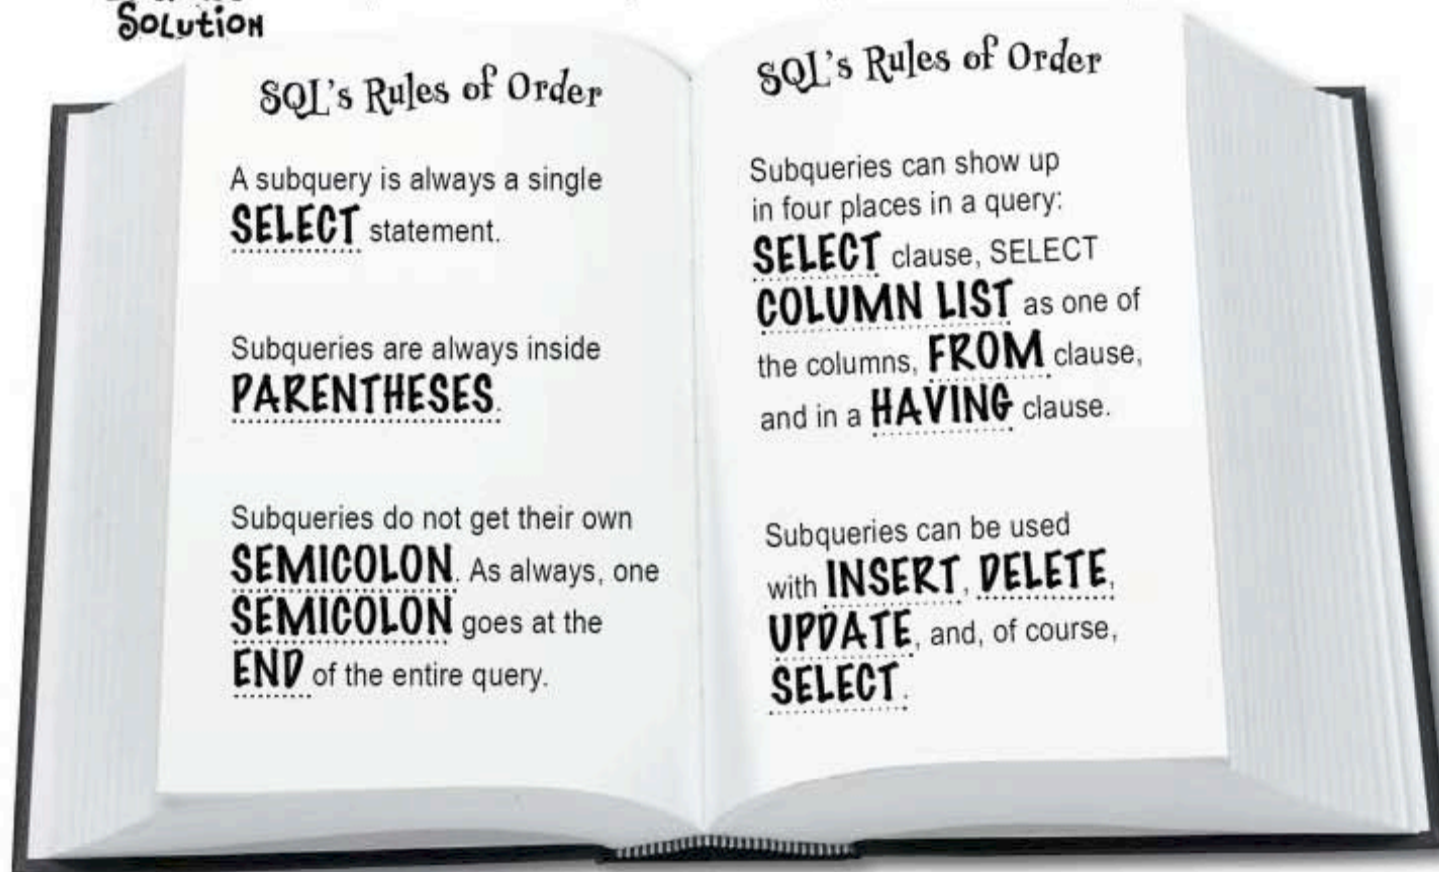 Solution
SQL's Rules of Order
A subquery is always a single
SELECT statement.
Subqueries are always inside
PARENTHESES.
Subqueries do not get their own
SEMICOLON. As always, one
SEMICOLON goes at the
END of the entire query.
SQL's Rules of Order
Subqueries can show up
in four places in a query:
SELECT clause, SELECT
COLUMN LIST as one of
the columns, FROM clause,
and in a HAVING clause.
Subqueries can be used
with INSERT, DELETE,
UPDATE, and, of course,
SELECT.